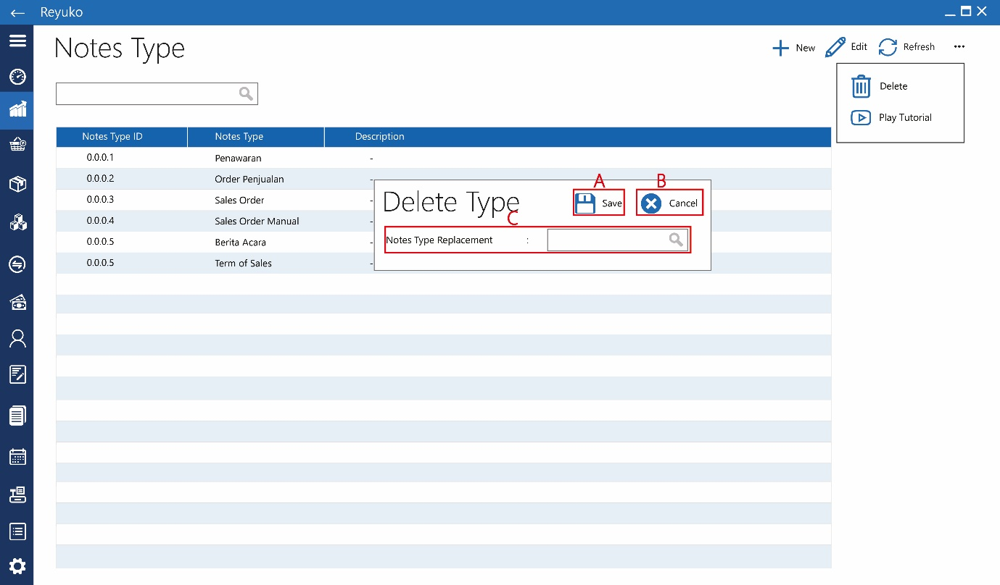 Reyuko
Notes Type
New Edit Refresh
Delete
Play Tutorial
Notes Type ID Notes Type Description
0.0.0.1 Penawaran -
0.0.0.2 Order Penjualan -
0.0.0.3 Sales Order -
0.0.0.4 Sales Order Manual -
0.0.0.5 Berita Acara -
0.0.0.5 Term of Sales -
A B
Delete Type Save Cancel
C
Notes Type Replacement :